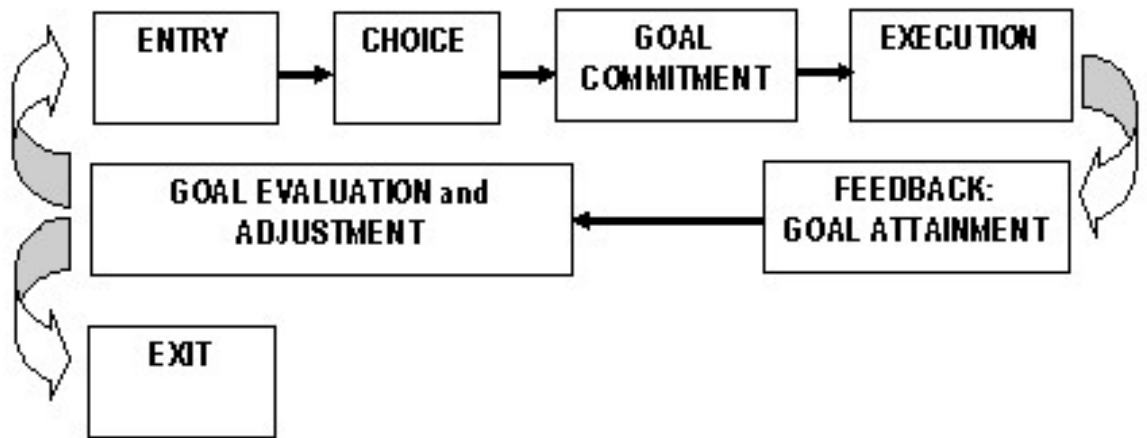 ENTRY
CHOICE
GOAL
COMMITMENT
EXECUTION
GOAL EVALUATION and
ADJUSTMENT
FEEDBACK:
GOAL ATTAINMENT
EXIT